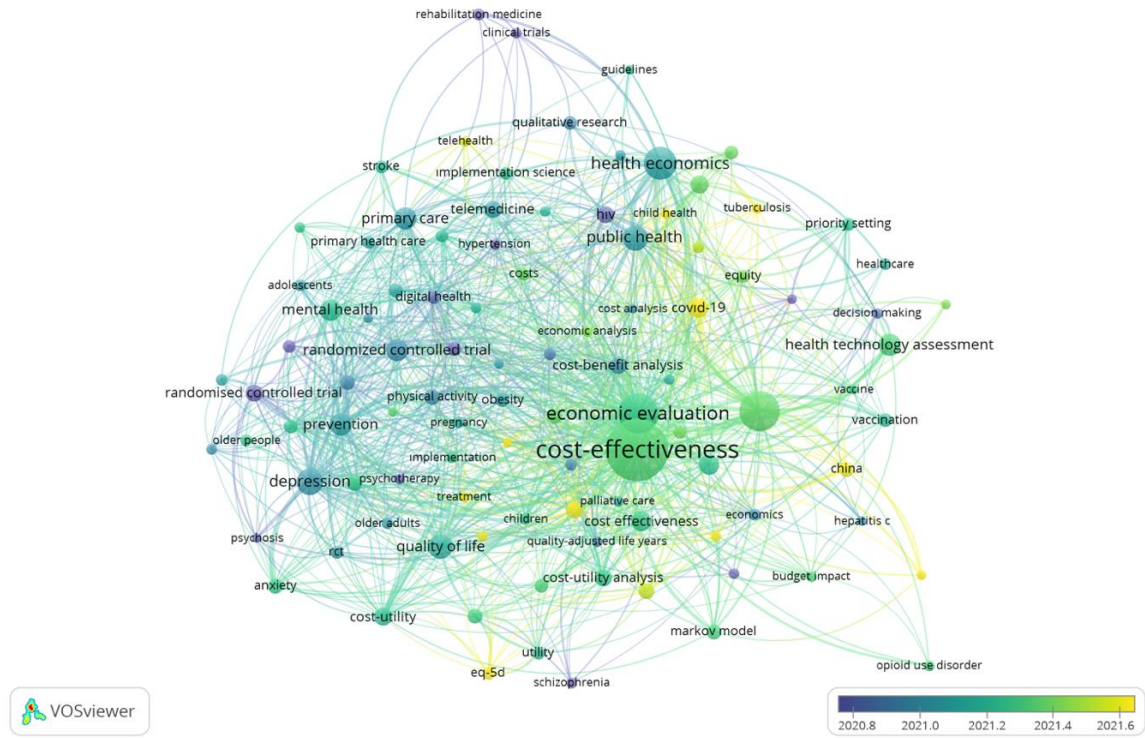 rehabilitation medicine
clinical trials
guidelines
qualitative research
telehealth
health economics
stroke
implementation science
primary care
telemedicine
hiv
child health
tuberculosis
priority setting
primary health care
hypertension
public health
healthcare
costs
equity
adolescents
digital health
mental health
cost analysis
covid-19
decision making
economic analysis
health technology assessment
randomized controlled trial
cost-benefit analysis
randomised controlled trial
physical activity
obesity
vaccine
prevention
pregnancy
economic evaluation
vaccination
older people
cost-effectiveness
implementation
china
depression
psychotherapy
treatment
palliative care
older adults
children
cost effectiveness
economics
hepatitis c
psychosis
rct
quality of life
quality-adjusted life years
anxiety
cost-utility analysis
budget impact
cost-utility
markov model
utility
opioid use disorder
eq-5d
schizophrenia
VOSviewer
2020.8 2021.0 2021.2 2021.4 2021.6